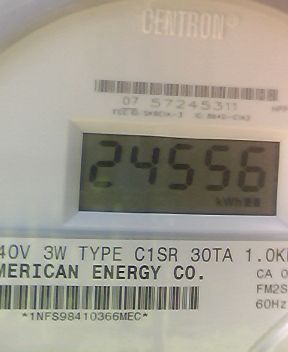 CENTRON®
07 57245311
24556
kWh
40V 3W TYPE C1SR 30TA 1.0K
MERICAN ENERGY CO.
CA 0
FM2S
60Hz
*1NFS98410366MEC*